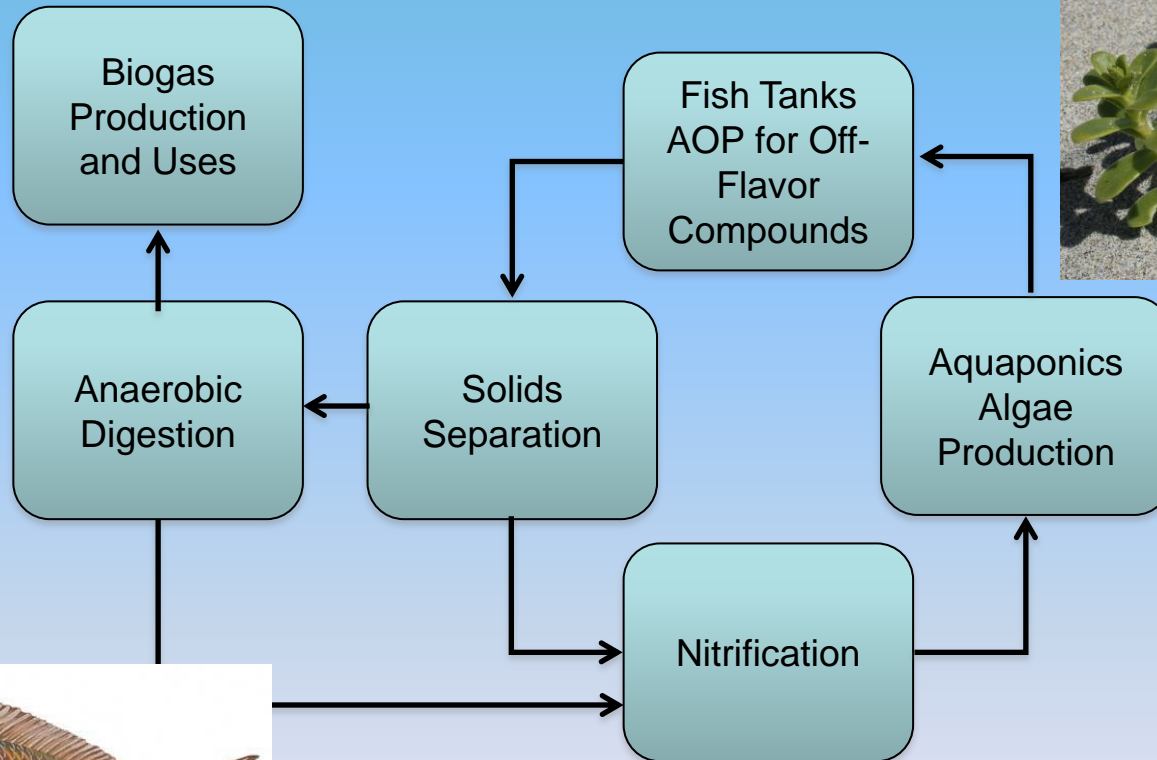 Biogas
Production
and Uses
Fish Tanks
AOP for Off-
Flavor
Compounds
Anaerobic
Digestion
Solids
Separation
Aquaponics
Algae
Production
Nitrification